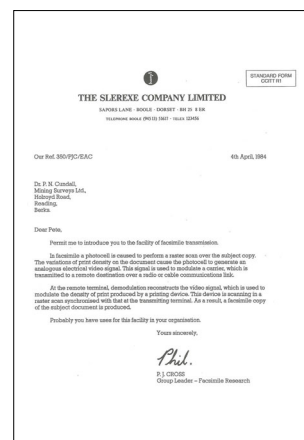 STANDARD FORM
CCITT H1
THE SLEREXE COMPANY LIMITED
SAPORS LANE - BOOLE - DORSET - BH 25 8 ER
TELEPHONE BOOLE (945 13) 51617 - TELEX 123456
Our Ref. 350/PJC/EAC
4th April, 1984
Dr. P. N. Cundall,
Mining Surveys Ltd.,
Holroyd Road,
Reading,
Berks.
Dear Pete,
Permit me to introduce you to the facility of facsimile transmission.
In facsimile a photocell is caused to perform a raster scan over the subject copy.
The variations of print density on the document cause the photocell to generate an
analogous electrical video signal. This signal is used to modulate a carrier, which is
transmitted to a remote destination over a radio or cable communications link.
At the remote terminal, demodulation reconstructs the video signal, which is used to
modulate the density of print produced by a printing device. This device is scanning in a
raster scan synchronised with that at the transmitting terminal. As a result, a facsimile copy
of the subject document is produced.
Probably you have uses for this facility in your organisation.
Yours sincerely,
Phil.
P. J. CROSS
Group Leader – Facsimile Research